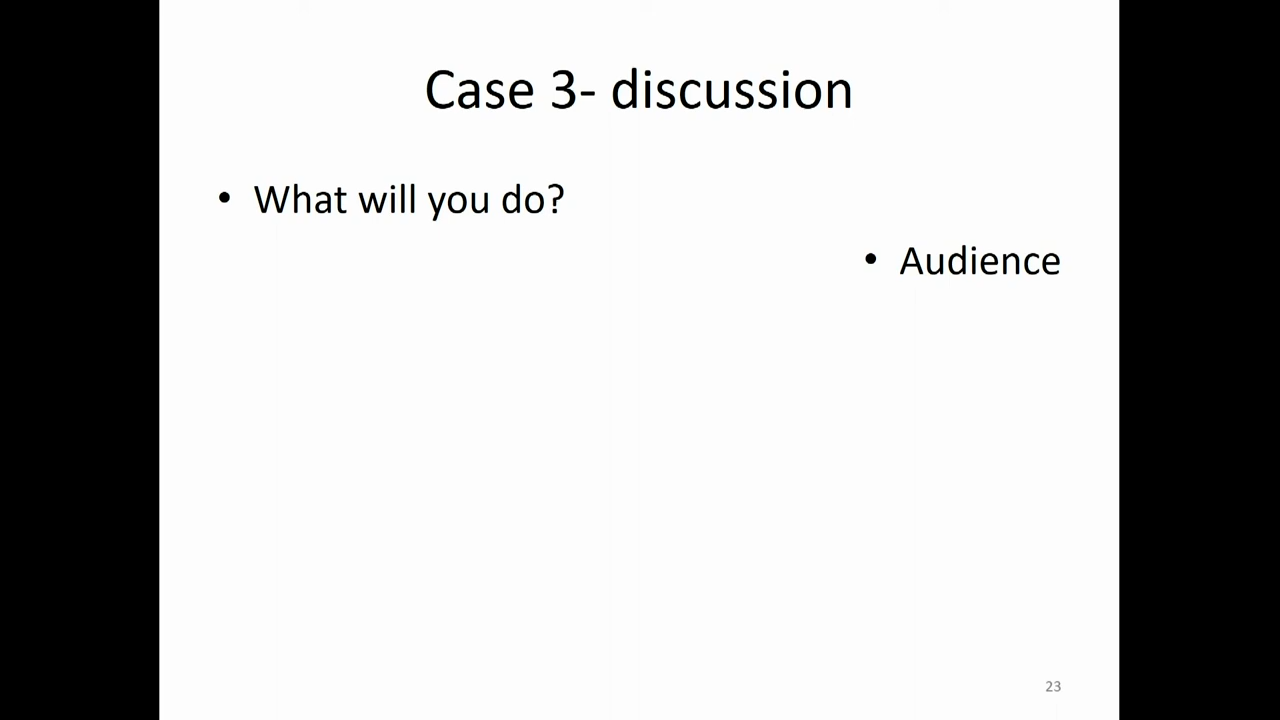 Case 3- discussion
• What will you do?
• Audience
23